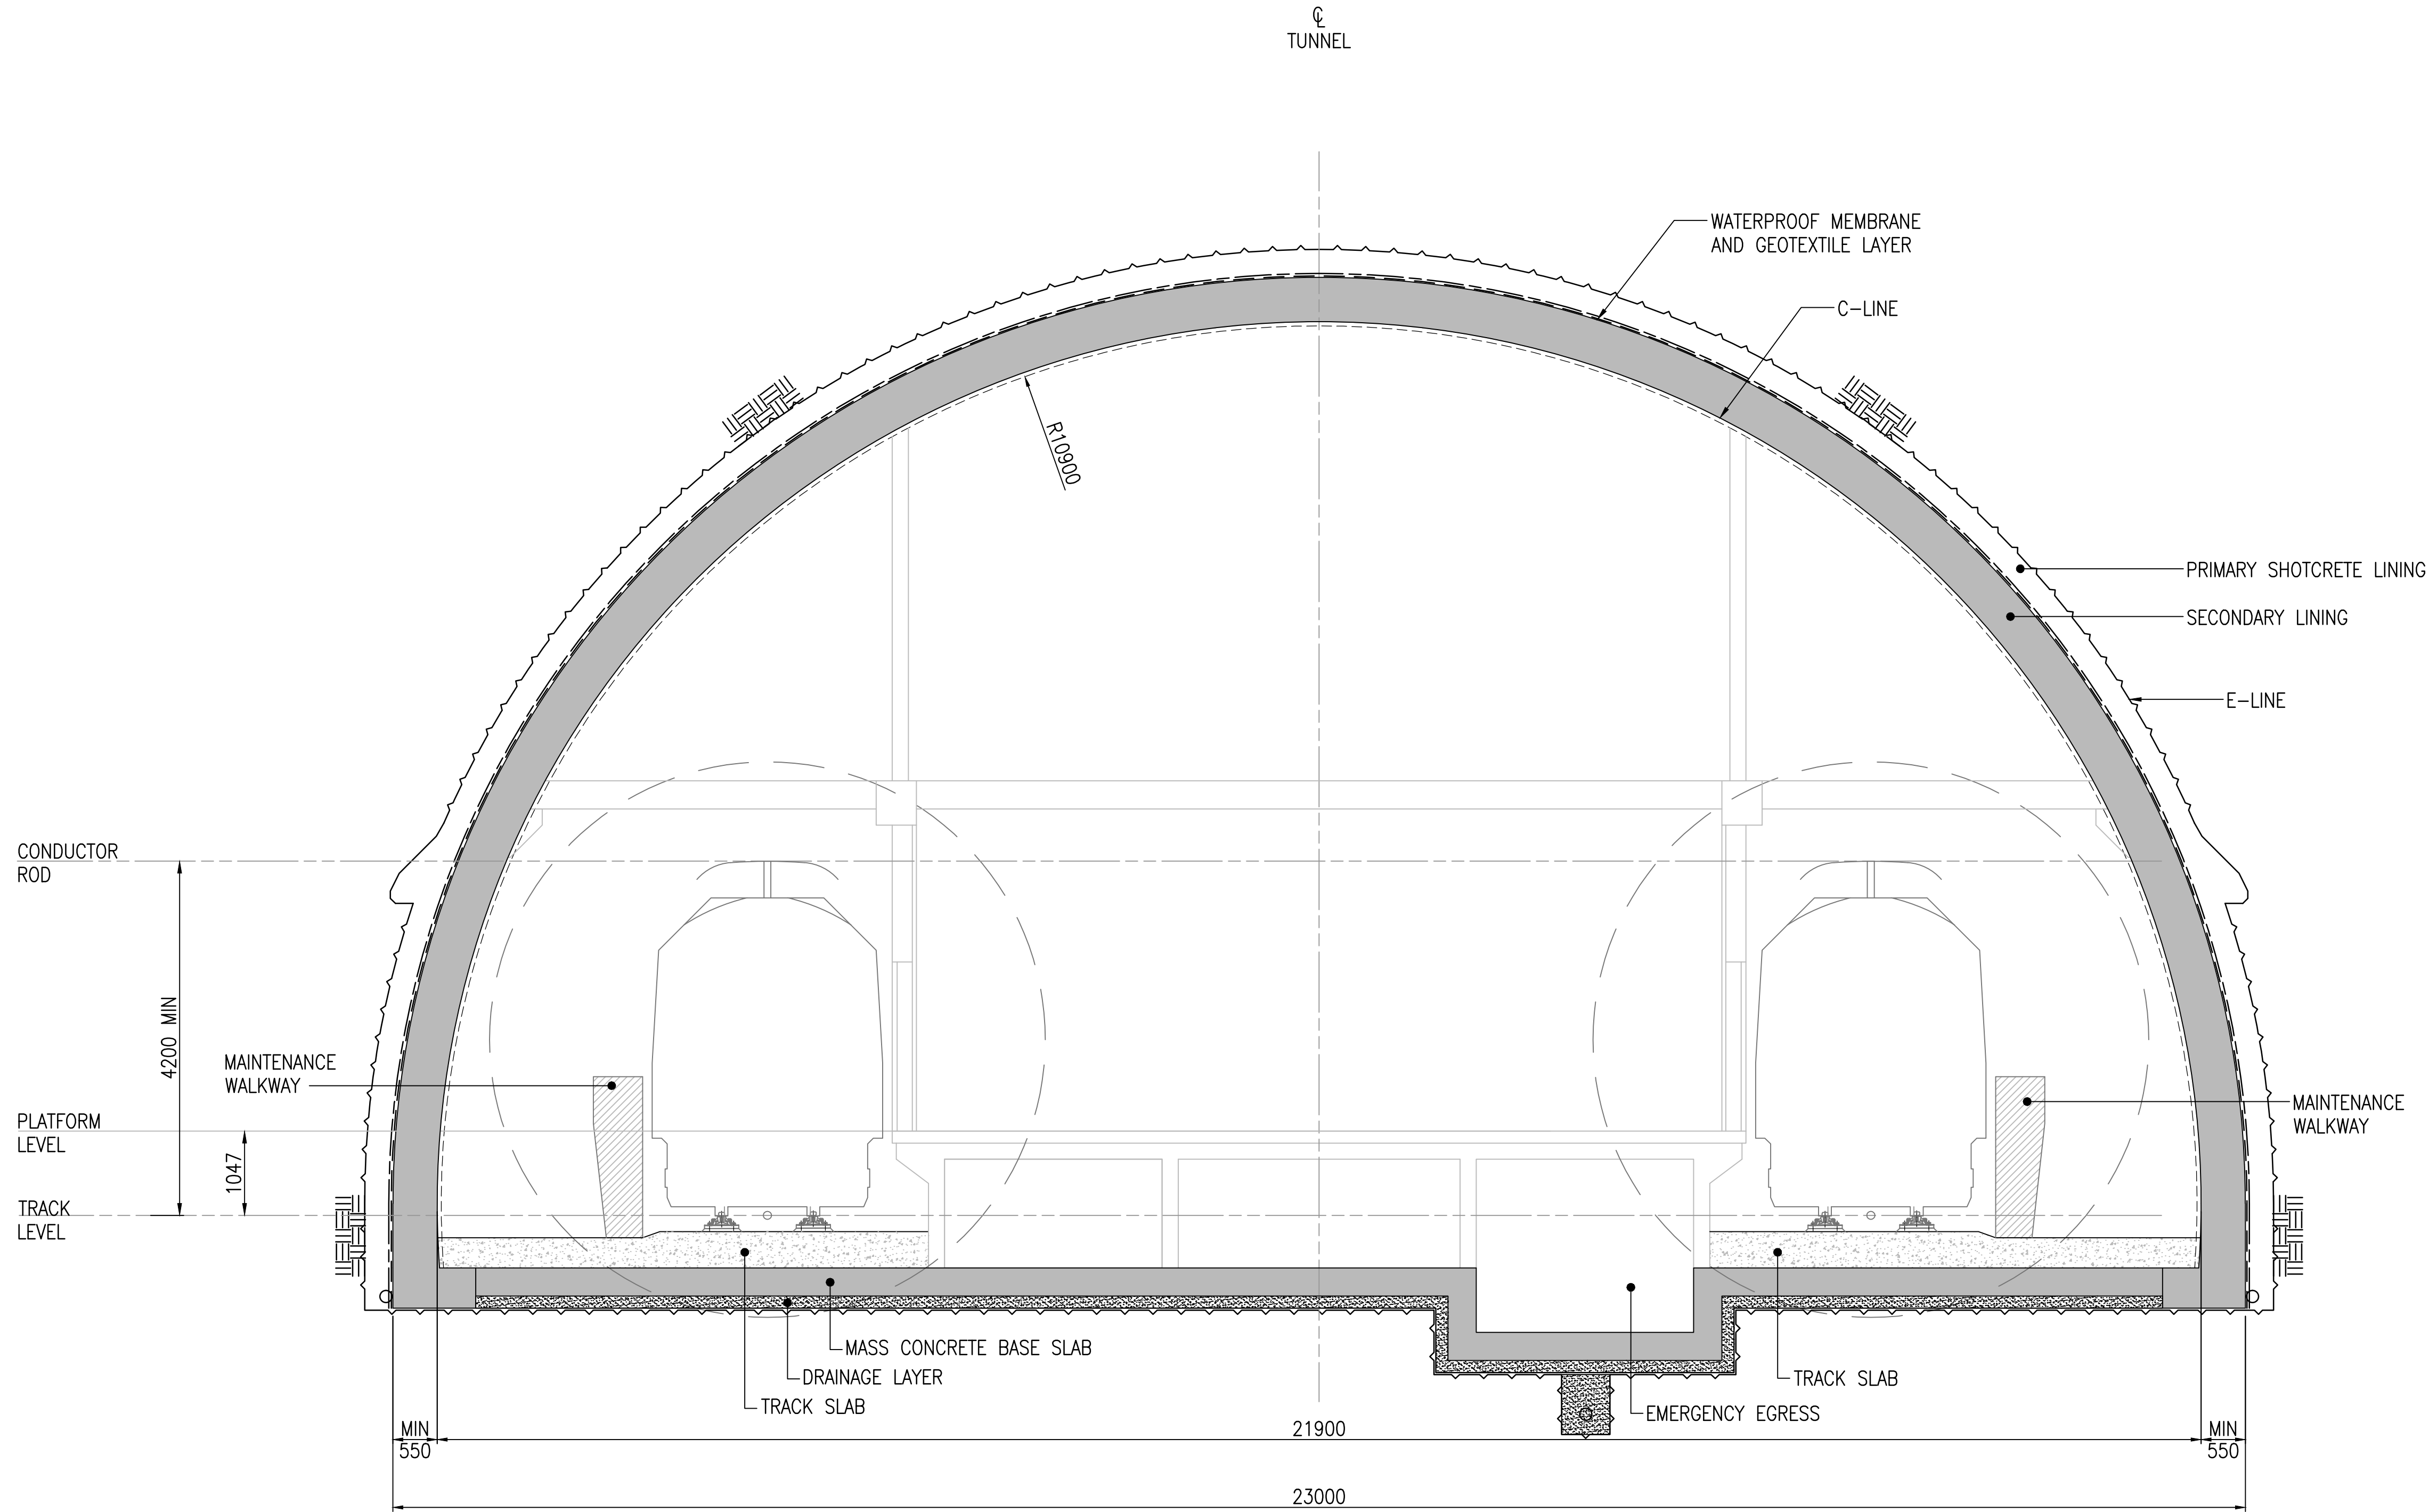 ℄
TUNNEL
WATERPROOF MEMBRANE
AND GEOTEXTILE LAYER
C-LINE
R10900
PRIMARY SHOTCRETE LINING
SECONDARY LINING
E-LINE
CONDUCTOR
ROD
4200 MIN
MAINTENANCE
WALKWAY
MAINTENANCE
WALKWAY
PLATFORM
LEVEL
1047
TRACK
LEVEL
MASS CONCRETE BASE SLAB
DRAINAGE LAYER
TRACK SLAB
TRACK SLAB
EMERGENCY EGRESS
MIN
550
21900
MIN
550
23000